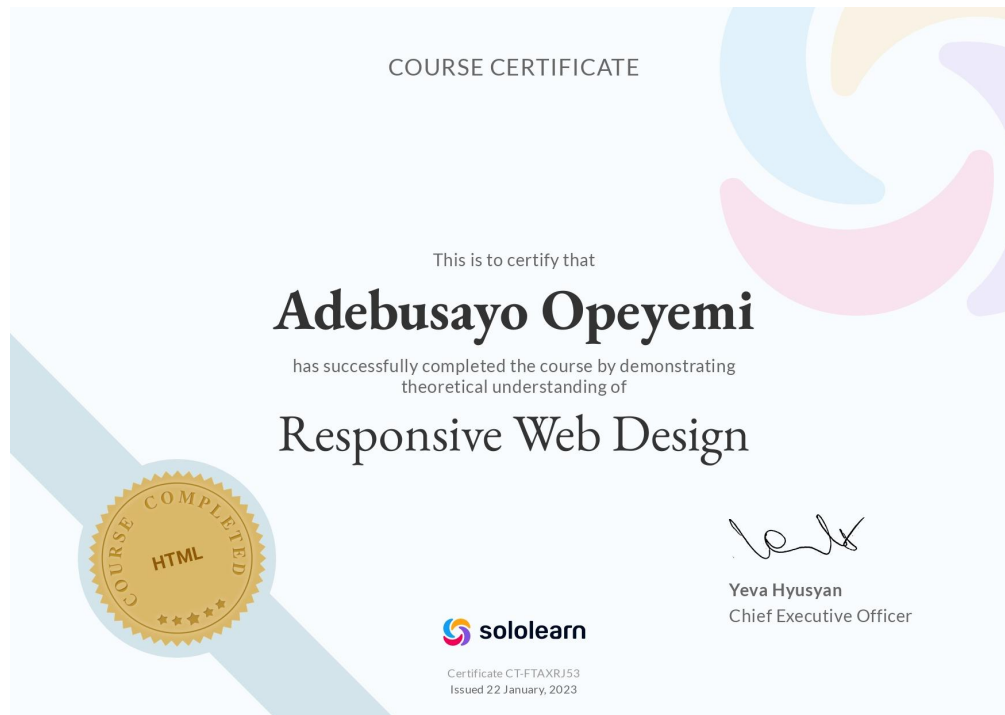 COURSE CERTIFICATE
This is to certify that
Adebusayo Opeyemi
has successfully completed the course by demonstrating
theoretical understanding of
Responsive Web Design
COURSE COMPLETED
HTML
Yeva Hyusyan
Chief Executive Officer
sololearn
Certificate CT-FTAXRJ53
Issued 22 January, 2023